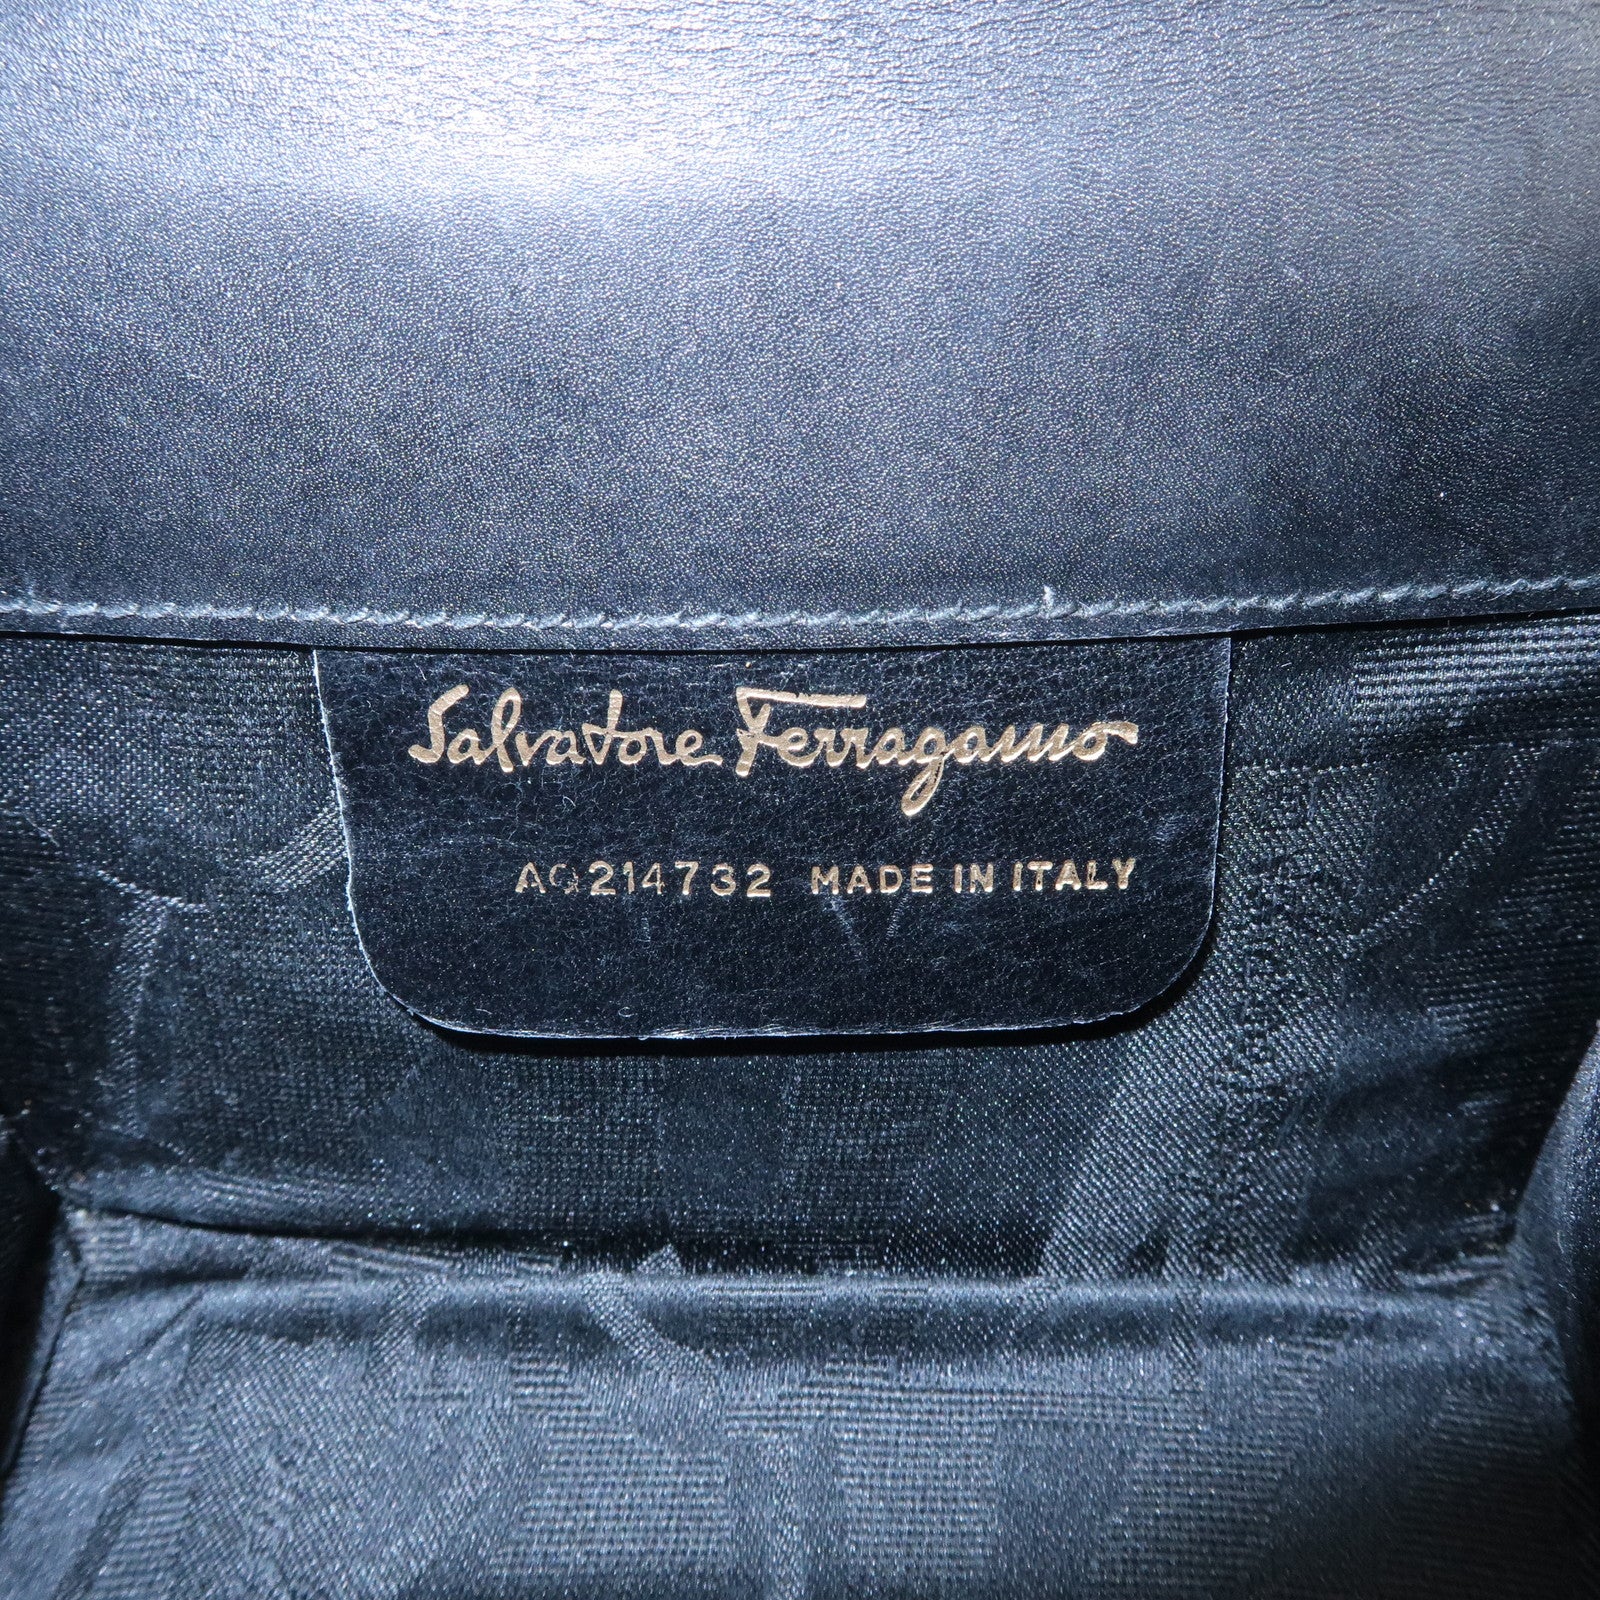 Salvatore Ferragamo
AQ214732 MADE IN ITALY